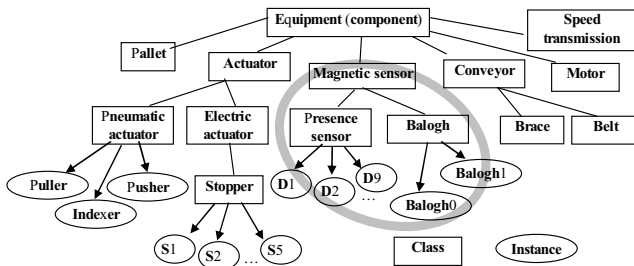 Equipment (component)
Speed
transmission
Pallet
Actuator
Magnetic sensor
Conveyor
Motor
Pneumatic
actuator
Electric
actuator
Presence
sensor
Balogh
Brace
Belt
Puller
Pusher
Indexer
Stopper
D1
D2
D9
...
Balogh1
Balogh0
S1
S2
...
S5
Class
Instance